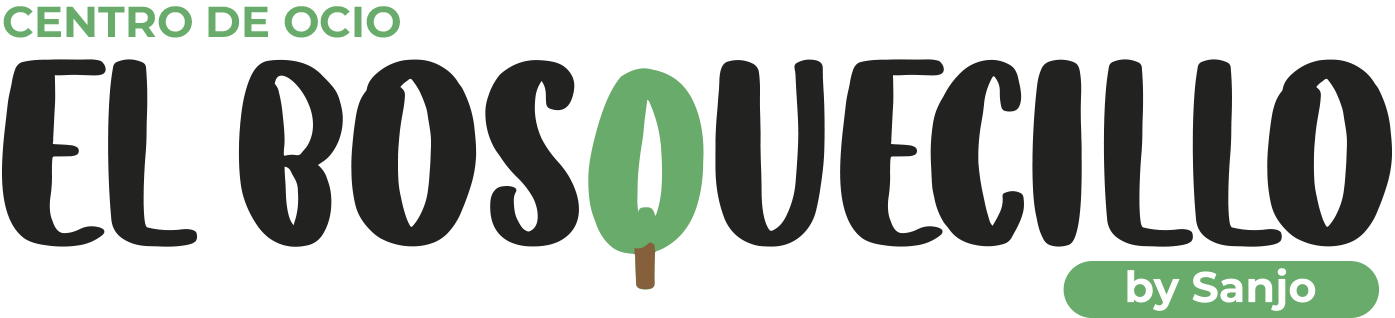 CENTRO DE OCIO
EL BOSQUECILLO
by Sanjo